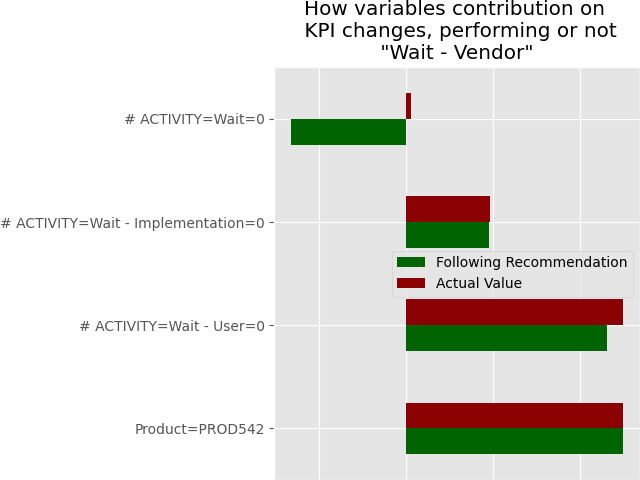 How variables contribution on
KPI changes, performing or not
"Wait - Vendor"
# ACTIVITY=Wait=0
# ACTIVITY=Wait - Implementation=0
Following Recommendation
Actual Value
# ACTIVITY=Wait - User=0
Product=PROD542